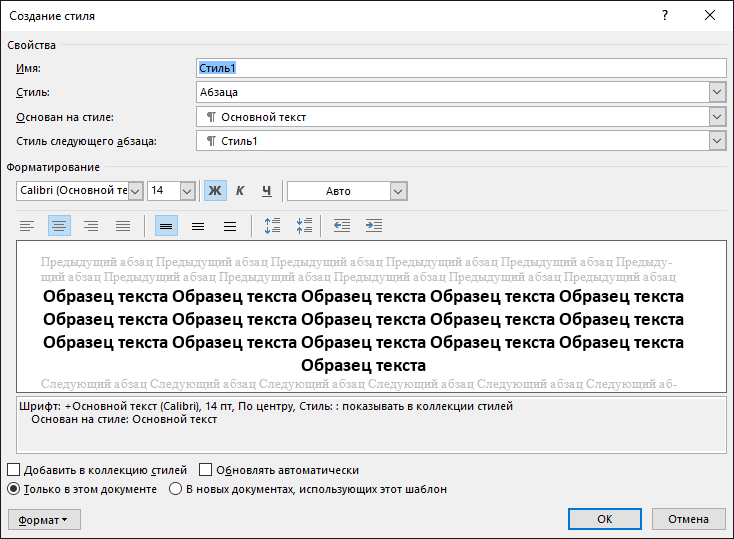 Создание стиля ?
Свойства
Имя: Стиль1
Стиль: Абзаца
Основан на стиле: ¶ Основной текст
Стиль следующего абзаца: ¶ Стиль1
Форматирование
Calibri (Основной те 14 Ж К Ч Авто
Предыдущий абзац Предыдущий абзац Предыдущий абзац Предыдущий абзац Предыдущий абзац Предыду-
щий абзац Предыдущий абзац Предыдущий абзац Предыдущий абзац Предыдущий абзац Предыдущий абзац
Образец текста Образец текста Образец текста Образец текста Образец текста
Образец текста Образец текста Образец текста Образец текста Образец текста
Образец текста Образец текста Образец текста Образец текста Образец текста
Образец текста
Следующий абзац Следующий абзац Следующий абзац Следующий абзац Следующий абзац Следующий аб-
Шрифт: +Основной текст (Calibri), 14 пт, По центру, Стиль: : показывать в коллекции стилей
Основан на стиле: Основной текст
Добавить в коллекцию стилей Обновлять автоматически
Только в этом документе В новых документах, использующих этот шаблон
Формат ОК Отмена